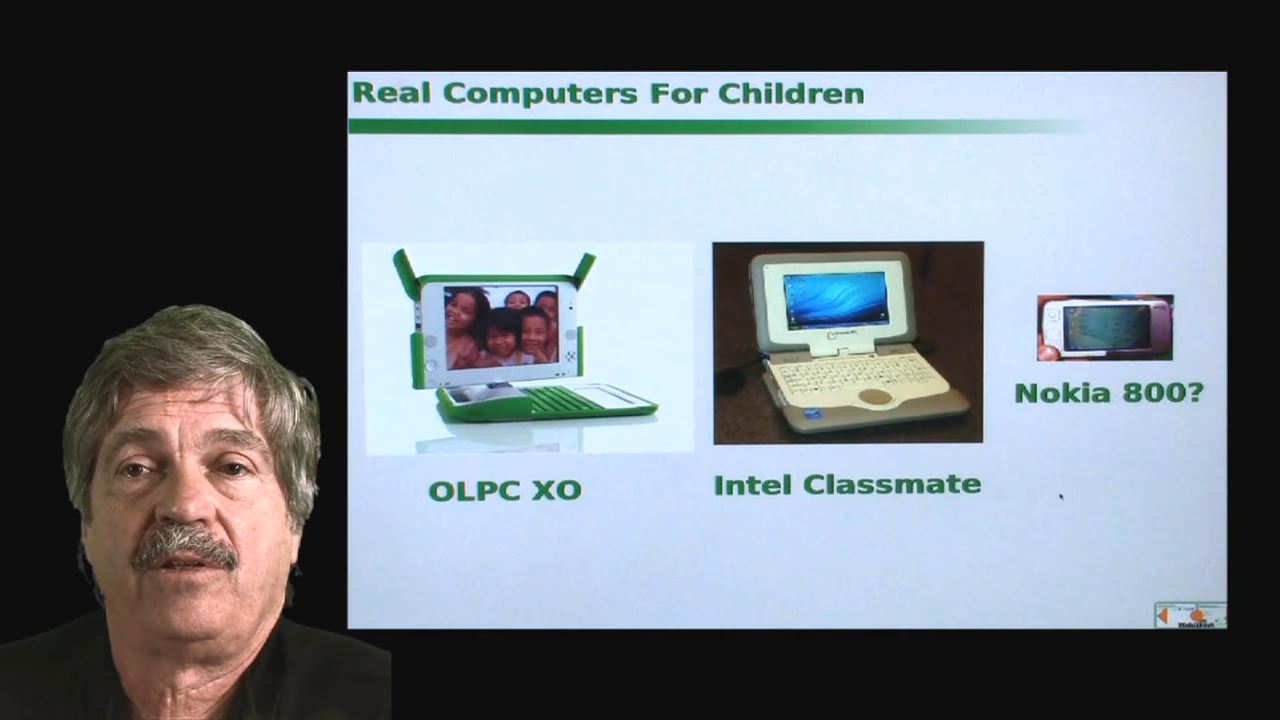 Real Computers For Children
OLPC XO
Intel Classmate
Nokia 800?